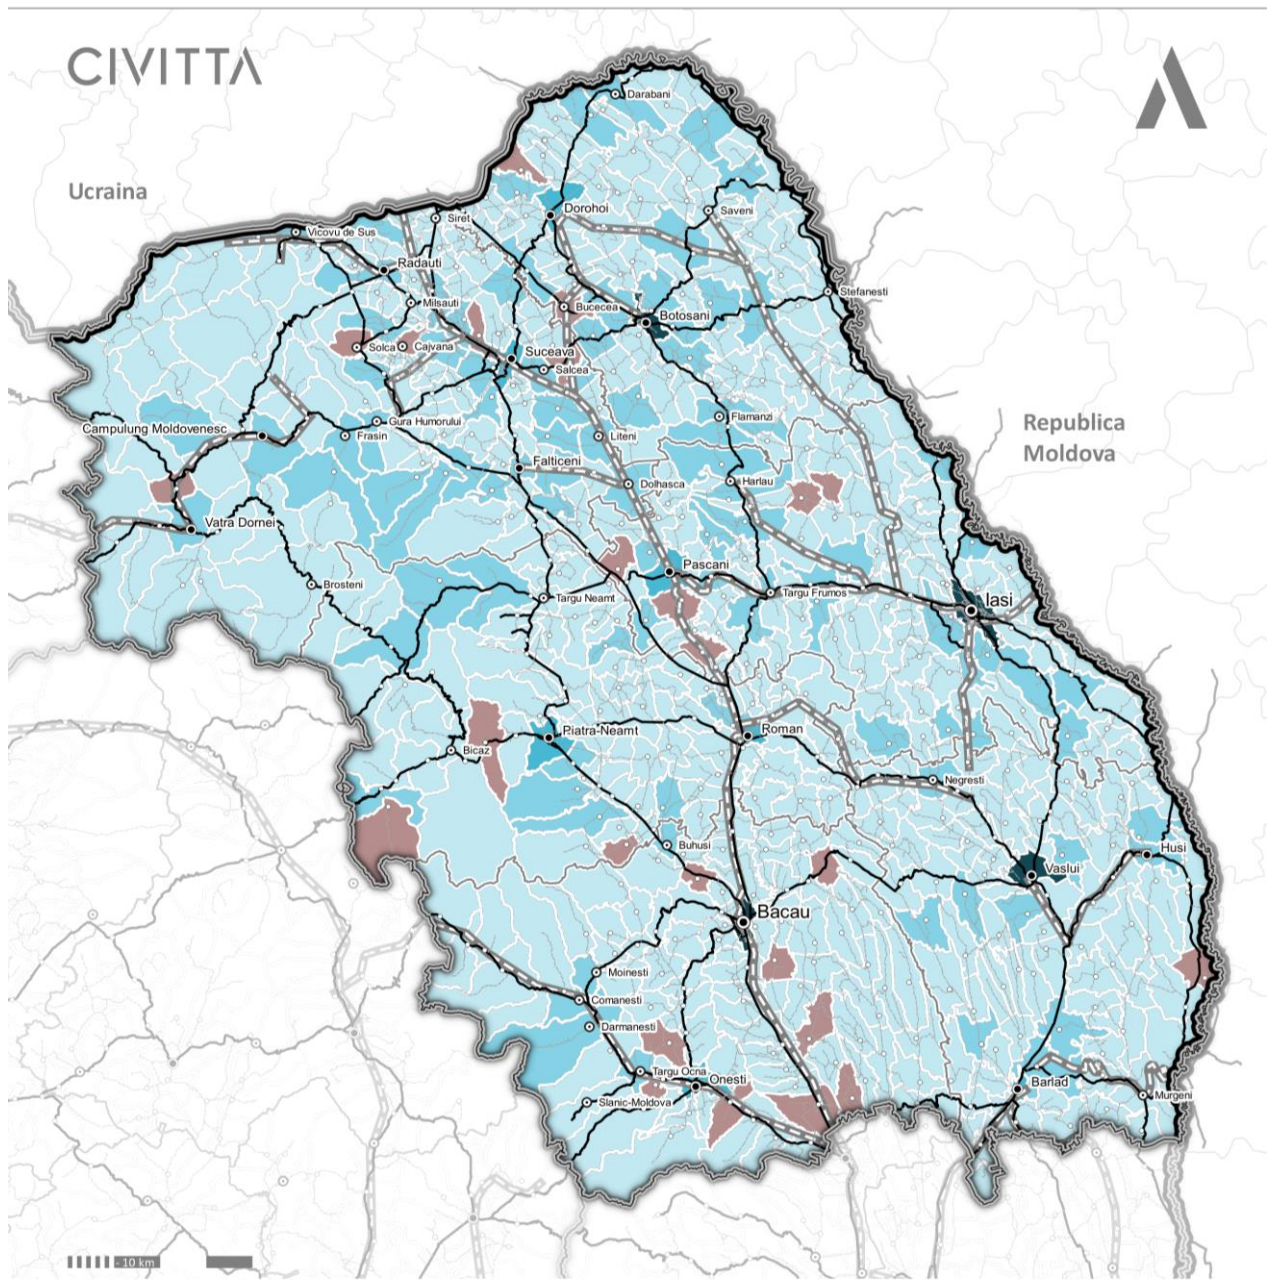 CIVITTA
Darabani
Ucraina
Dorohoi
Saveni
Siret
Vicovu de Sus
Radauti
Stefanesti
Milsauti
Bucecea
Botosani
Solca
Cajvana
Suceava
Salcea
Flamanzi
Republica
Moldova
Gura Humorului
Campulung Moldovenesc
Frasin
Liteni
Falticeni
Dolhasca
Harlau
Vatra Dornei
Pascani
Brosteni
Targu Neamt
Targu Frumos
Iasi
Piatra-Neamt
Roman
Bicaz
Negresti
Buhusi
Husi
Vaslui
Bacau
Moinesti
Comanesti
Darmanesti
Targu Ocna
Onesti
Barlad
Slanic-Moldova
Murgeni
- 10 km